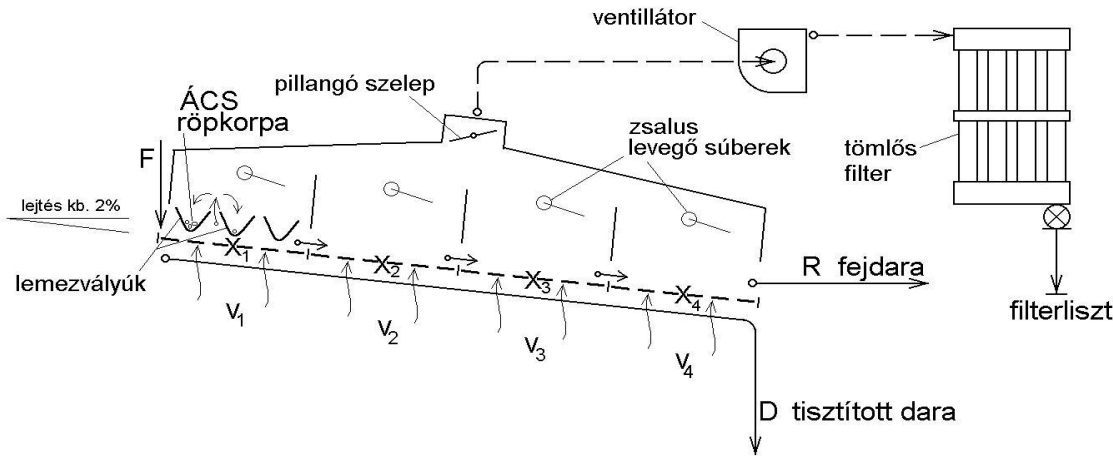 ventillátor
pillangó szelep
ÁCS
röpkorpa
zsalus
levegő súberek
tömlős
filter
F
lejtés kb. 2%
lemezvályúk
X1
X2
X3
X4
R fejdara
filterliszt
V1
V2
V3
V4
D tisztított dara